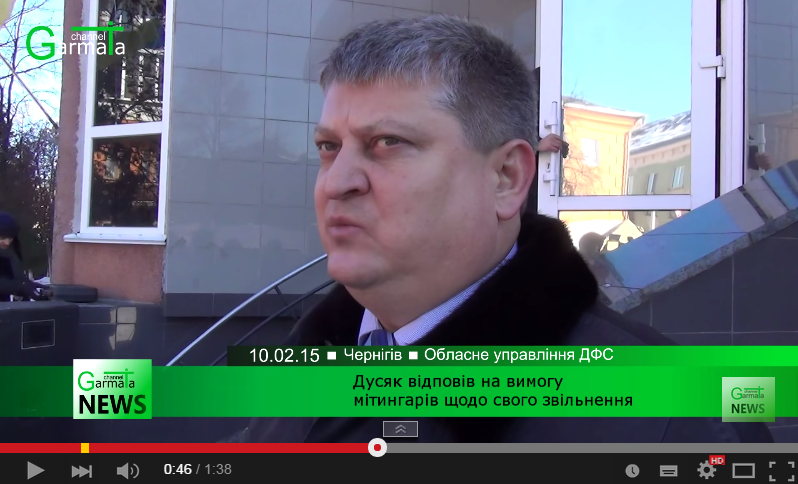 channel
Garmata
10.02.15 ■ Чернігів ■ Обласне управління ДФС
channel
Garmata
NEWS
Дусяк відповів на вимогу
мітингарів щодо свого звільнення
channel
Garmata
NEWS
0:46 / 1:38
HD